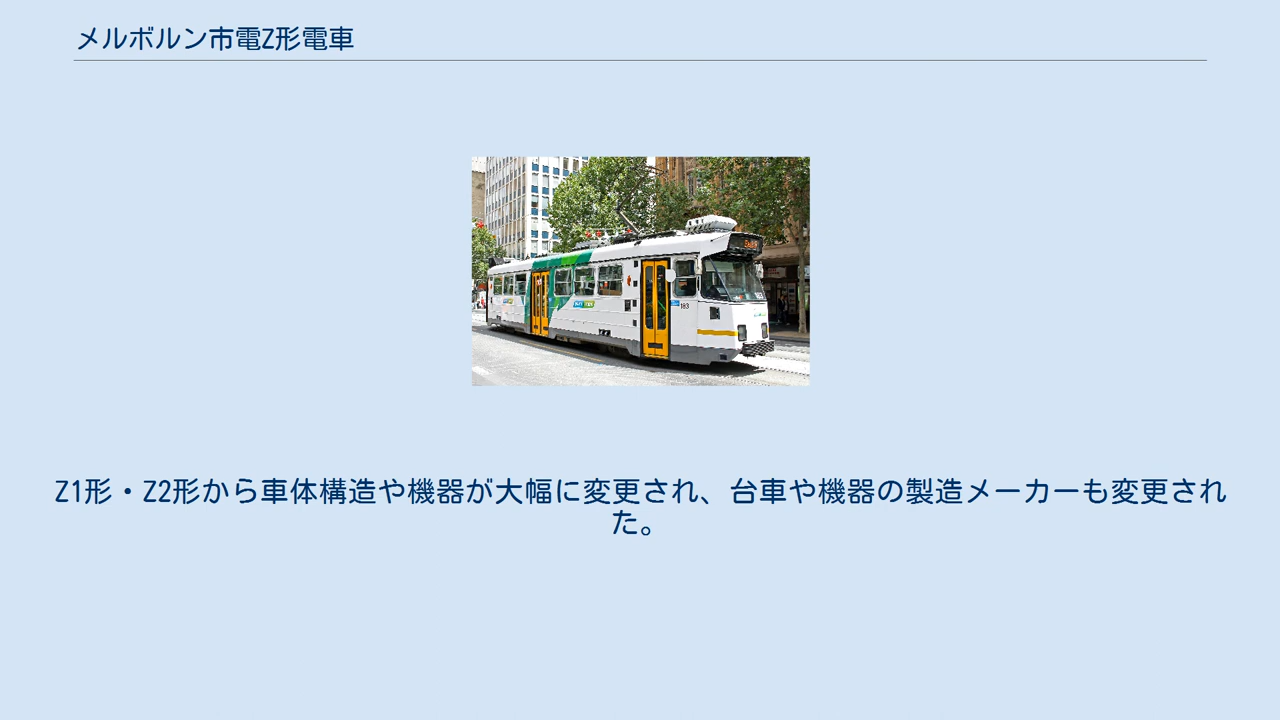 メルボルン市電Z形電車
193
Z1形・Z2形から車体構造や機器が大幅に変更され、台車や機器の製造メーカーも変更され
た。